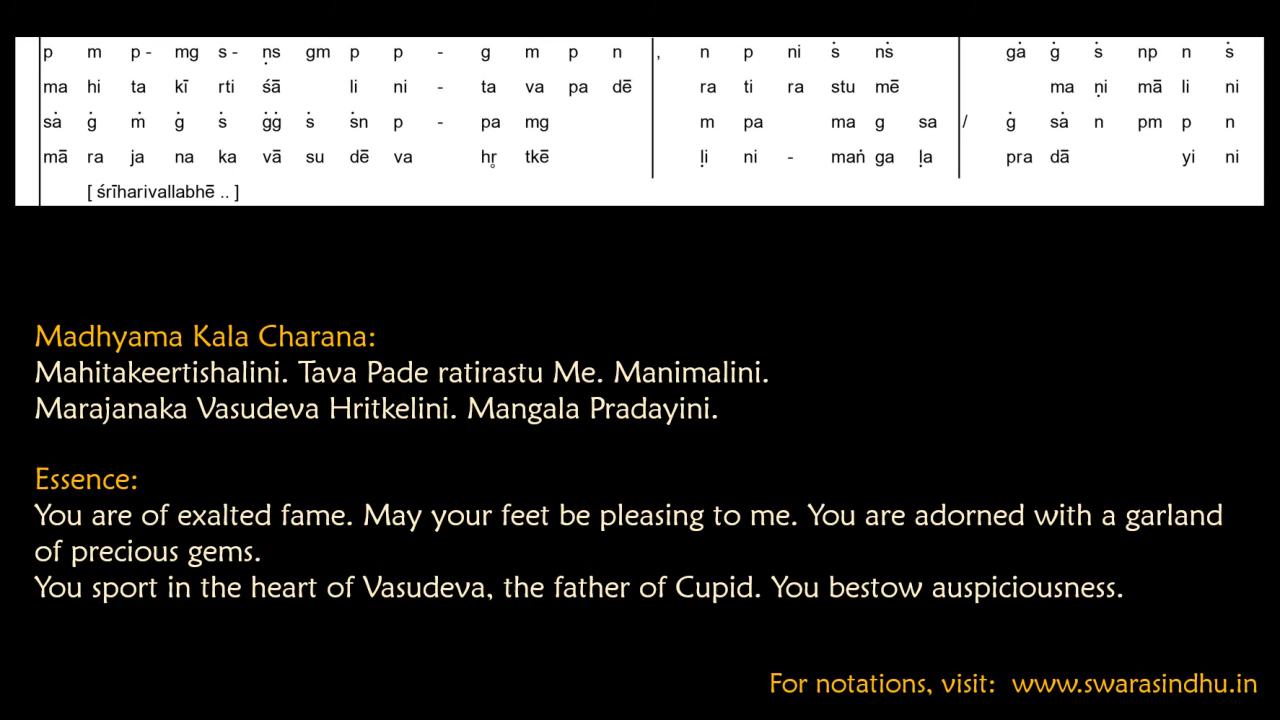 p m p - mg s - ṇs gm p p - g m p n , n p ni ṡ nṡ gȧ ġ ṡ np n ṡ
ma hi ta kī rti śā li ni - ta va pa dē ra ti ra stu mē ma ṇi mā li ni
sȧ ġ ṁ ġ ṡ ġġ ṡ ṡn p - pa mg m pa ma g sa / ġ sȧ n pm p n
mā ra ja na ka vā su dē va hr̥ tkē ḷi ni - maṅ ga ḷa pra dā yi ni
[ śrīharivallabhē .. ]
Madhyama Kala Charana:
Mahitakeertishalini. Tava Pade ratirastu Me. Manimalini.
Marajanaka Vasudeva Hritkelini. Mangala Pradayini.
Essence:
You are of exalted fame. May your feet be pleasing to me. You are adorned with a garland
of precious gems.
You sport in the heart of Vasudeva, the father of Cupid. You bestow auspiciousness.
For notations, visit: www.swarasindhu.in